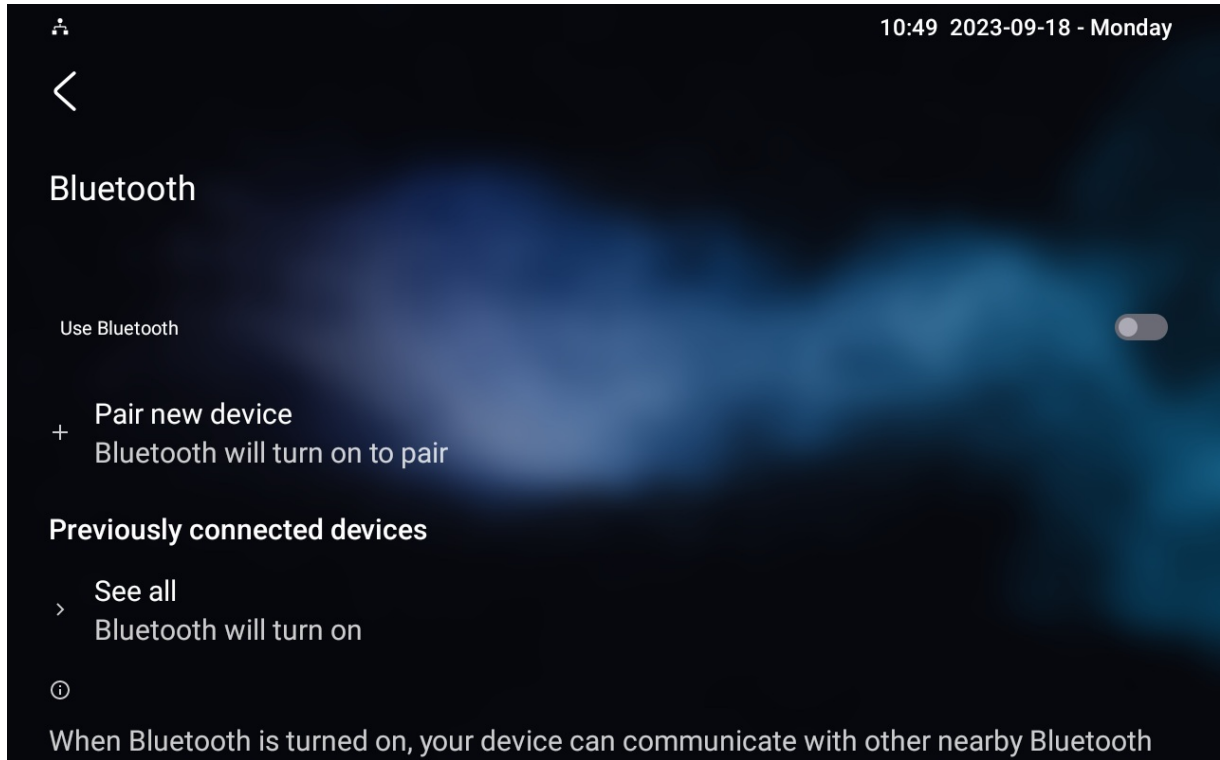 10:49 2023-09-18 - Monday
Bluetooth
Use Bluetooth
Pair new device
Bluetooth will turn on to pair
Previously connected devices
See all
Bluetooth will turn on
When Bluetooth is turned on, your device can communicate with other nearby Bluetooth